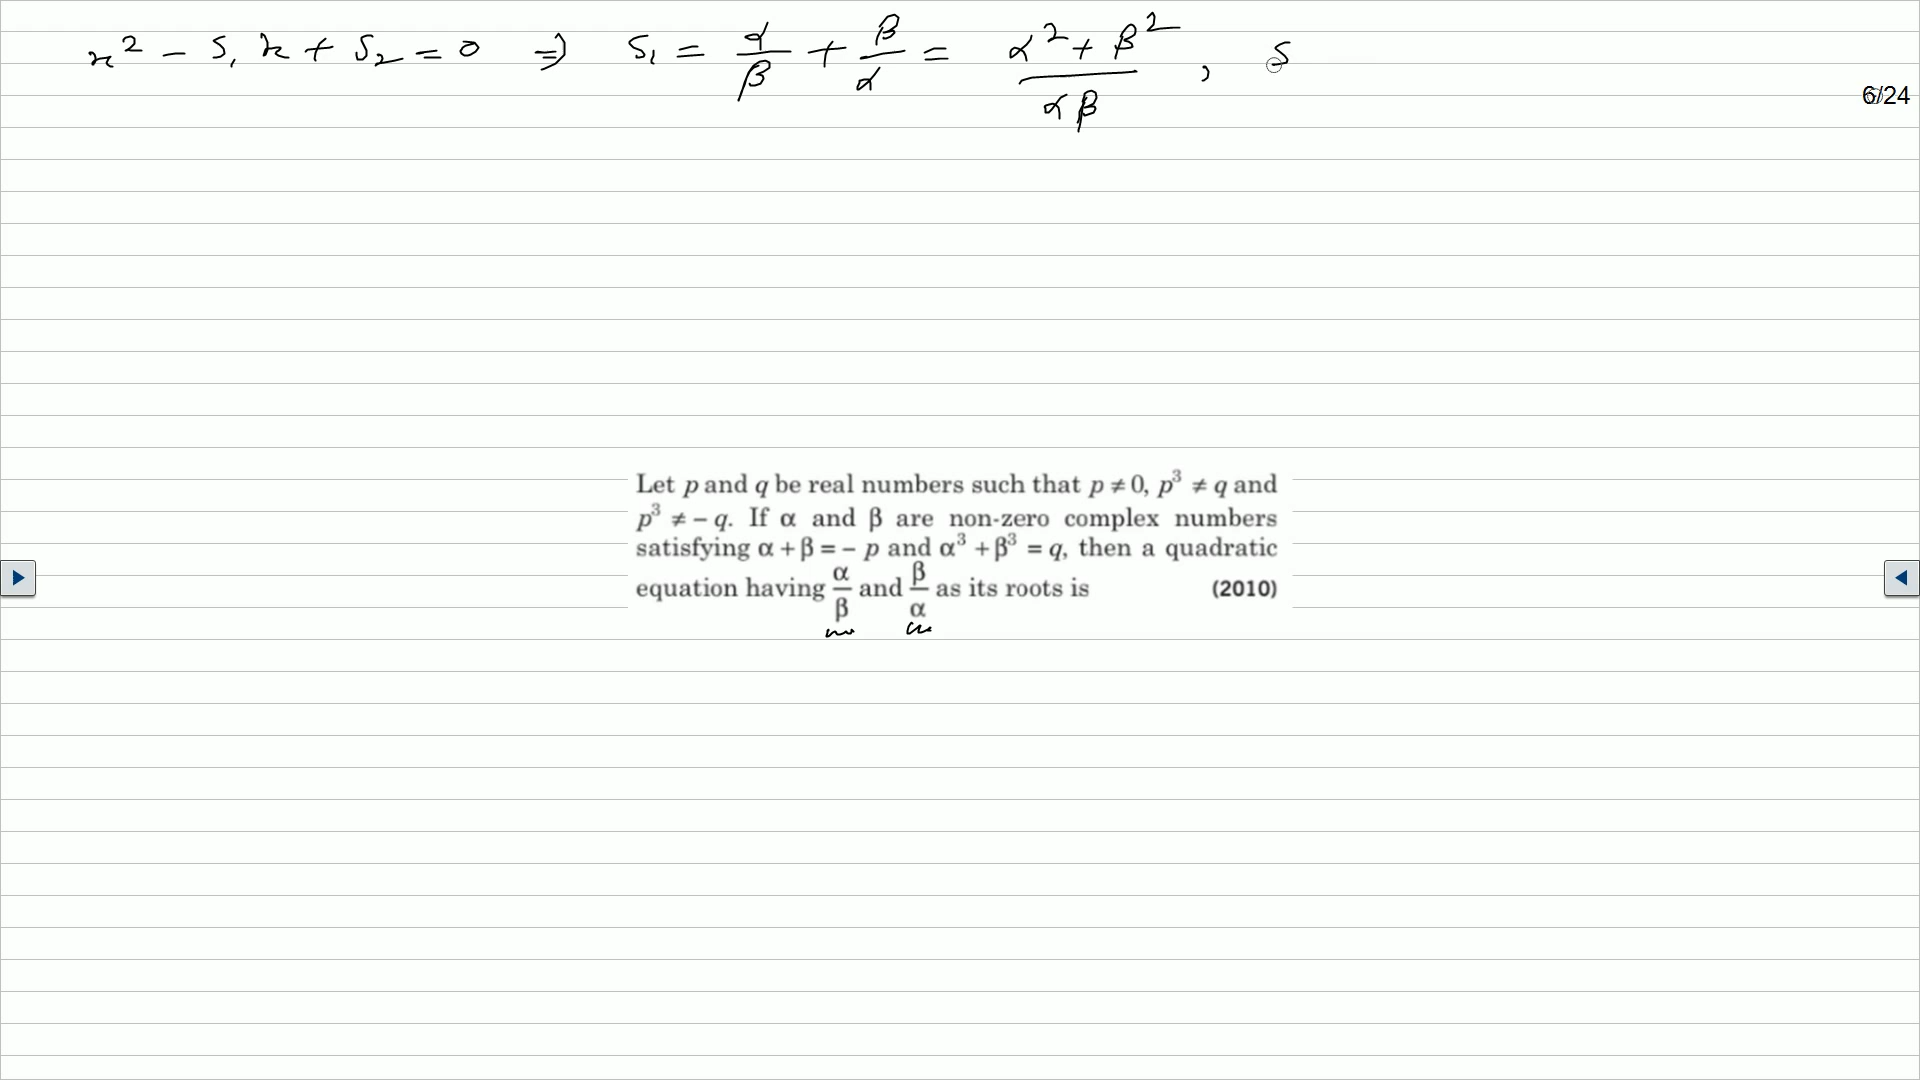 x² - S₁ x + S₂ = 0 ⇒ S₁ = α/β + β/α = (α² + β²)/(αβ) , S
6/24
Let p and q be real numbers such that p ≠ 0, p³ ≠ q and
p³ ≠ – q. If α and β are non-zero complex numbers
satisfying α + β = – p and α³ + β³ = q, then a quadratic
equation having α/β and β/α as its roots is (2010)